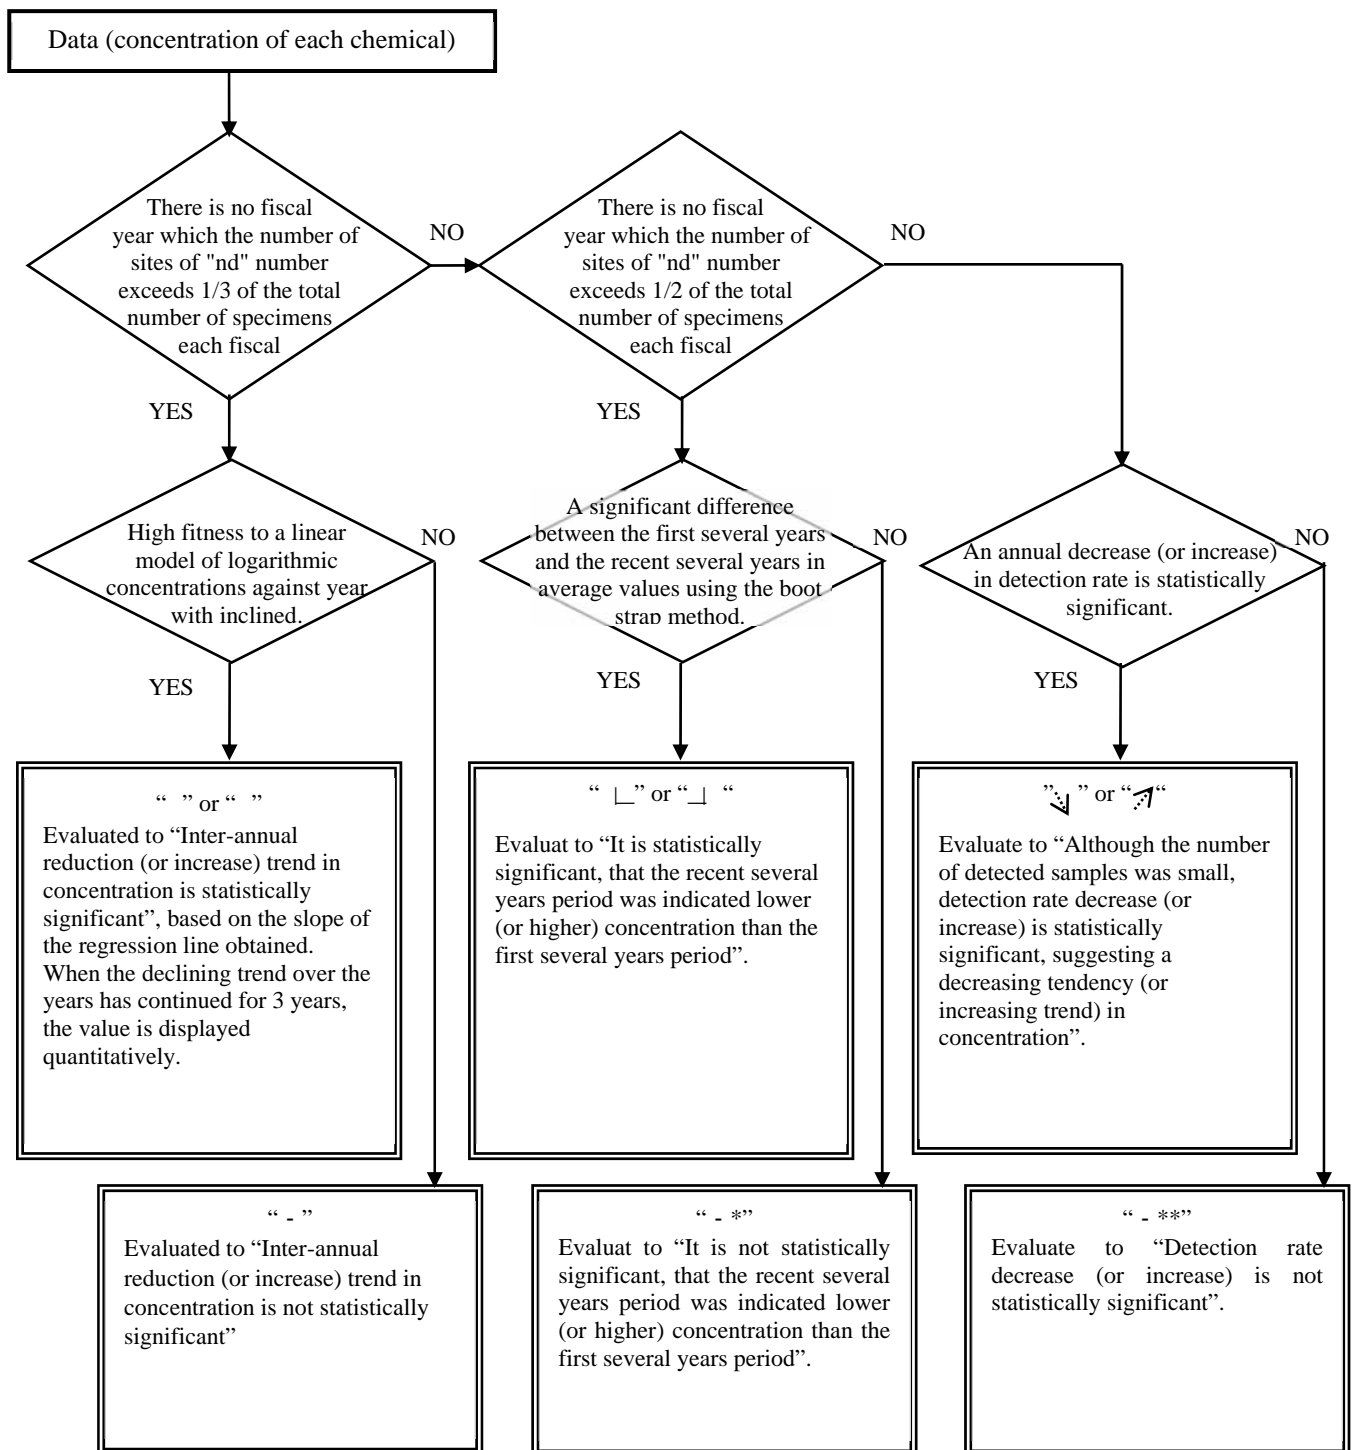 Data (concentration of each chemical)
There is no fiscal
year which the number of
sites of "nd" number
exceeds 1/3 of the total
number of specimens
each fiscal
NO
There is no fiscal
year which the number of
sites of "nd" number
exceeds 1/2 of the total
number of specimens
each fiscal
NO
YES
YES
High fitness to a linear
model of logarithmic
concentrations against year
with inclined.
NO
A significant difference
between the first several years
and the recent several years in
average values using the boot
strap method.
NO
An annual decrease (or increase)
in detection rate is statistically
significant.
NO
YES
YES
YES
“ ” or “ ”
Evaluated to “Inter-annual
reduction (or increase) trend in
concentration is statistically
significant”, based on the slope of
the regression line obtained.
When the declining trend over the
years has continued for 3 years,
the value is displayed
quantitatively.
“ ” or “ “
Evaluat to “It is statistically
significant, that the recent several
years period was indicated lower
(or higher) concentration than the
first several years period”.
” ” or “ “
Evaluate to “Although the number
of detected samples was small,
detection rate decrease (or
increase) is statistically
significant, suggesting a
decreasing tendency (or
increasing trend) in
concentration”.
“ - ”
Evaluated to “Inter-annual
reduction (or increase) trend in
concentration is not statistically
significant”
“ - *”
Evaluat to “It is not statistically
significant, that the recent several
years period was indicated lower
(or higher) concentration than the
first several years period”.
“ - **”
Evaluate to “Detection rate
decrease (or increase) is not
statistically significant”.